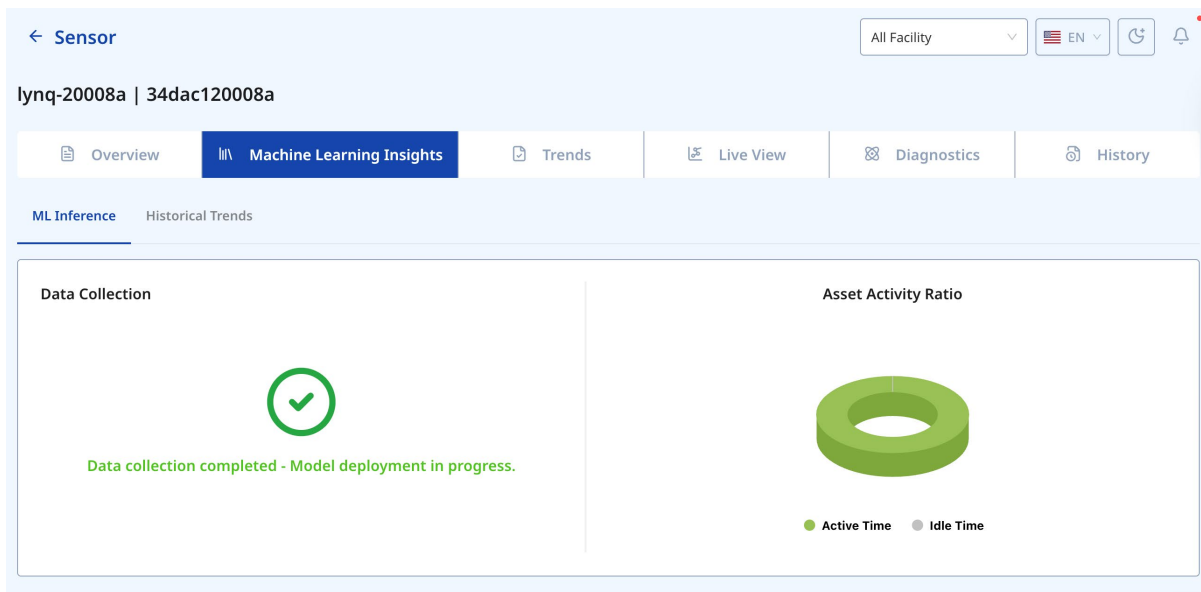 Sensor
All Facility
EN
lynq-20008a | 34dac120008a
Overview
Machine Learning Insights
Trends
Live View
Diagnostics
History
ML Inference
Historical Trends
Data Collection
Data collection completed - Model deployment in progress.
Asset Activity Ratio
Active Time
Idle Time